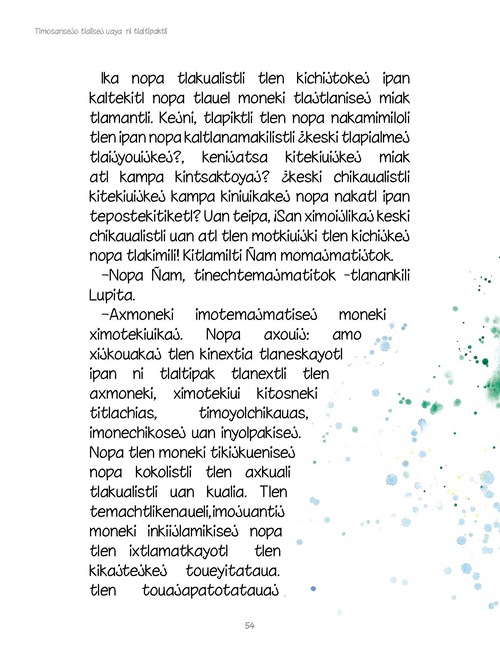 Timosansejo tlalisej uaya ni tlaltipaktli
Ika nopa tlakualistli tlen kichijtokej ipan
kaltekitl nopa tlauel moneki tlajtlanisej miak
tlamantli. Kejni, tlapiktli tlen nopa nakamimiloli
tlen ipan nopa kaltlanamakilistli ¿keski tlapialmej
tlaijyouijkej?, kenijatsa kitekiuijkej miak
atl kampa kintsaktoyaj? ¿keski chikaualistli
kitekiuijkej kampa kiniuikakej nopa nakatl ipan
tepostekitiketl? Uan teipa, ¡San ximoijlikaj keski
chikaualistli uan atl tlen motkiuijki tlen kichijkej
nopa tlakimili! Kitlamilti Ñam momajmatijtok.
–Nopa Ñam, tinechtemajmatitok -tlanankili
Lupita.
–Axmoneki imotemajmatisej moneki
ximotekiuikaj. Nopa axouij: amo
xijkouakaj tlen kinextia tlaneskayotl
ipan ni tlaltipak tlanextli tlen
axmoneki, ximotekiui kitosneki
titlachias, timoyolchikauas,
imonechikosej uan inyolpakisej.
Nopa tlen moneki tikijkuenisej
nopa kokolistli tlen axkuali
tlakualistli uan kualia. Tlen
temachtlikenaueli,imojuantij
moneki inkiijlamikisej nopa
tlen ixtlamatkayotl tlen
kikajtejkej toueyitataua.
tlen touajapatotatauaj
54